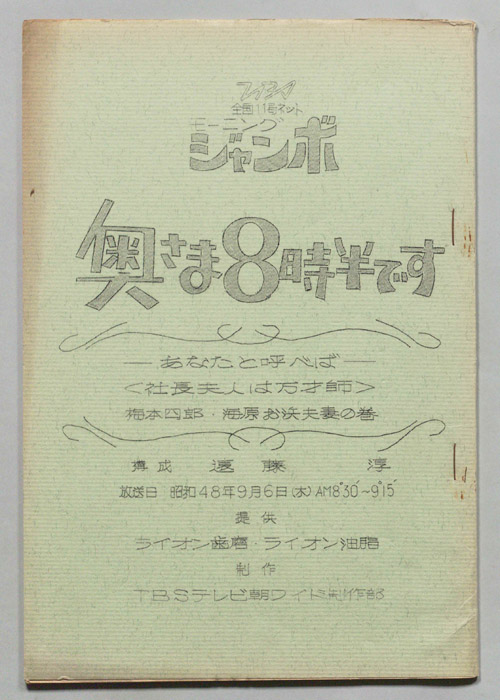 全国11号ネット
モーニング
ジャンボ
奥さま8時半です
—あなたと呼べば—
<社長夫人は万才師>
梅本四郎・海原お浜夫妻の巻
構成 遠藤 淳
放送日 昭和48年9月6日(木)AM8°30′~9°15′
提供
ライオン歯磨・ライオン油脂
制作
TBSテレビ朝ワイド制作部